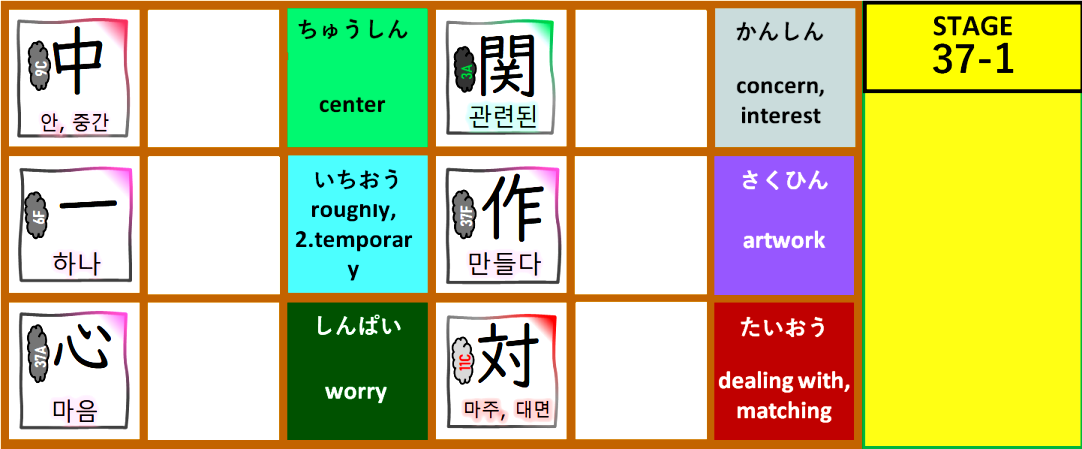 9C
中
안, 중간
ちゅうしん
center
3A
関
관련된
かんしん
concern,
interest
STAGE
37-1
6F
一
하나
いちおう
roughly,
2.temporar
y
37F
作
만들다
さくひん
artwork
37A
心
마음
しんぱい
worry
11C
対
마주, 대면
たいおう
dealing with,
matching